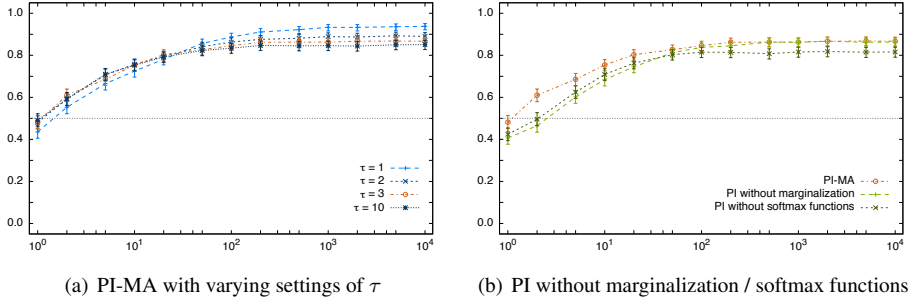 1.0
0.8
0.6
0.4
0.2
0.0
τ = 1
τ = 2
τ = 3
τ = 10
10⁰ 10¹ 10² 10³ 10⁴
(a) PI-MA with varying settings of τ
1.0
0.8
0.6
0.4
0.2
0.0
PI-MA
PI without marginalization
PI without softmax functions
10⁰ 10¹ 10² 10³ 10⁴
(b) PI without marginalization / softmax functions